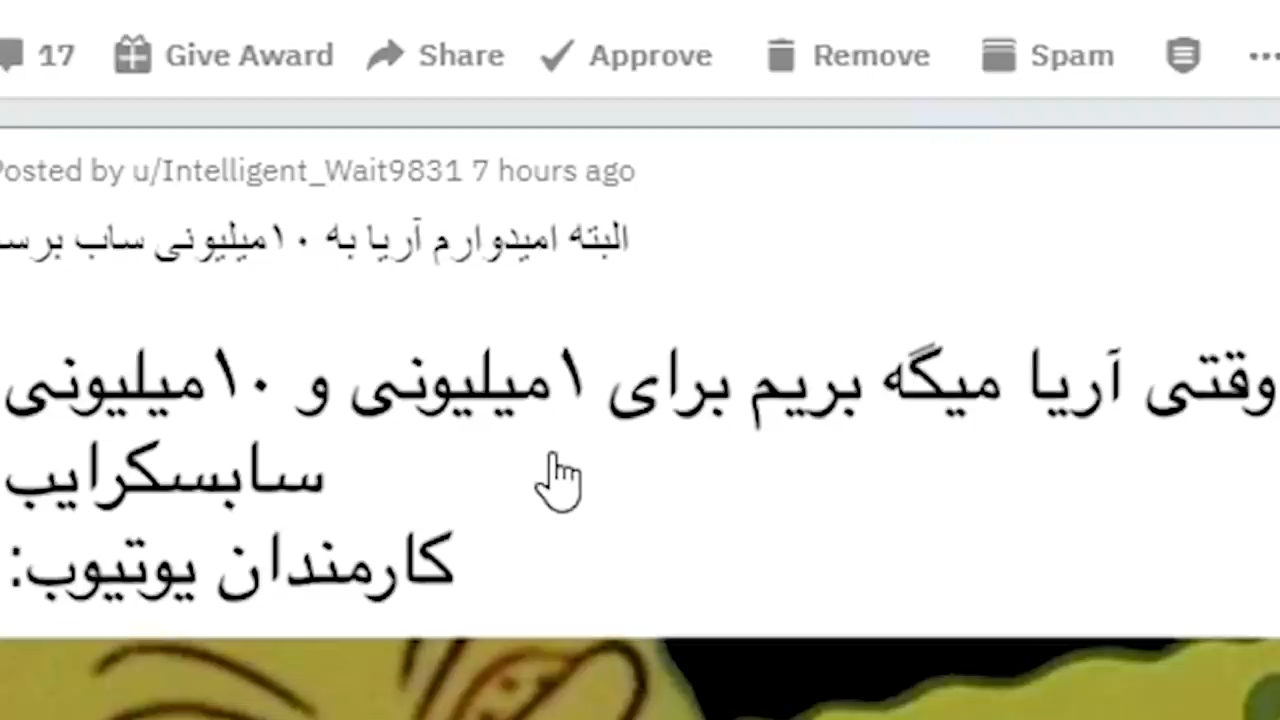 17 Give Award Share Approve Remove Spam
Posted by u/Intelligent_Wait9831 7 hours ago
البته امیدوارم آریا به ۱۰میلیونی ساب
وقتی آریا میگه بریم برای ۱میلیونی و ۱۰میلیونی
سابسکرایب
کارمندان یوتیوب: